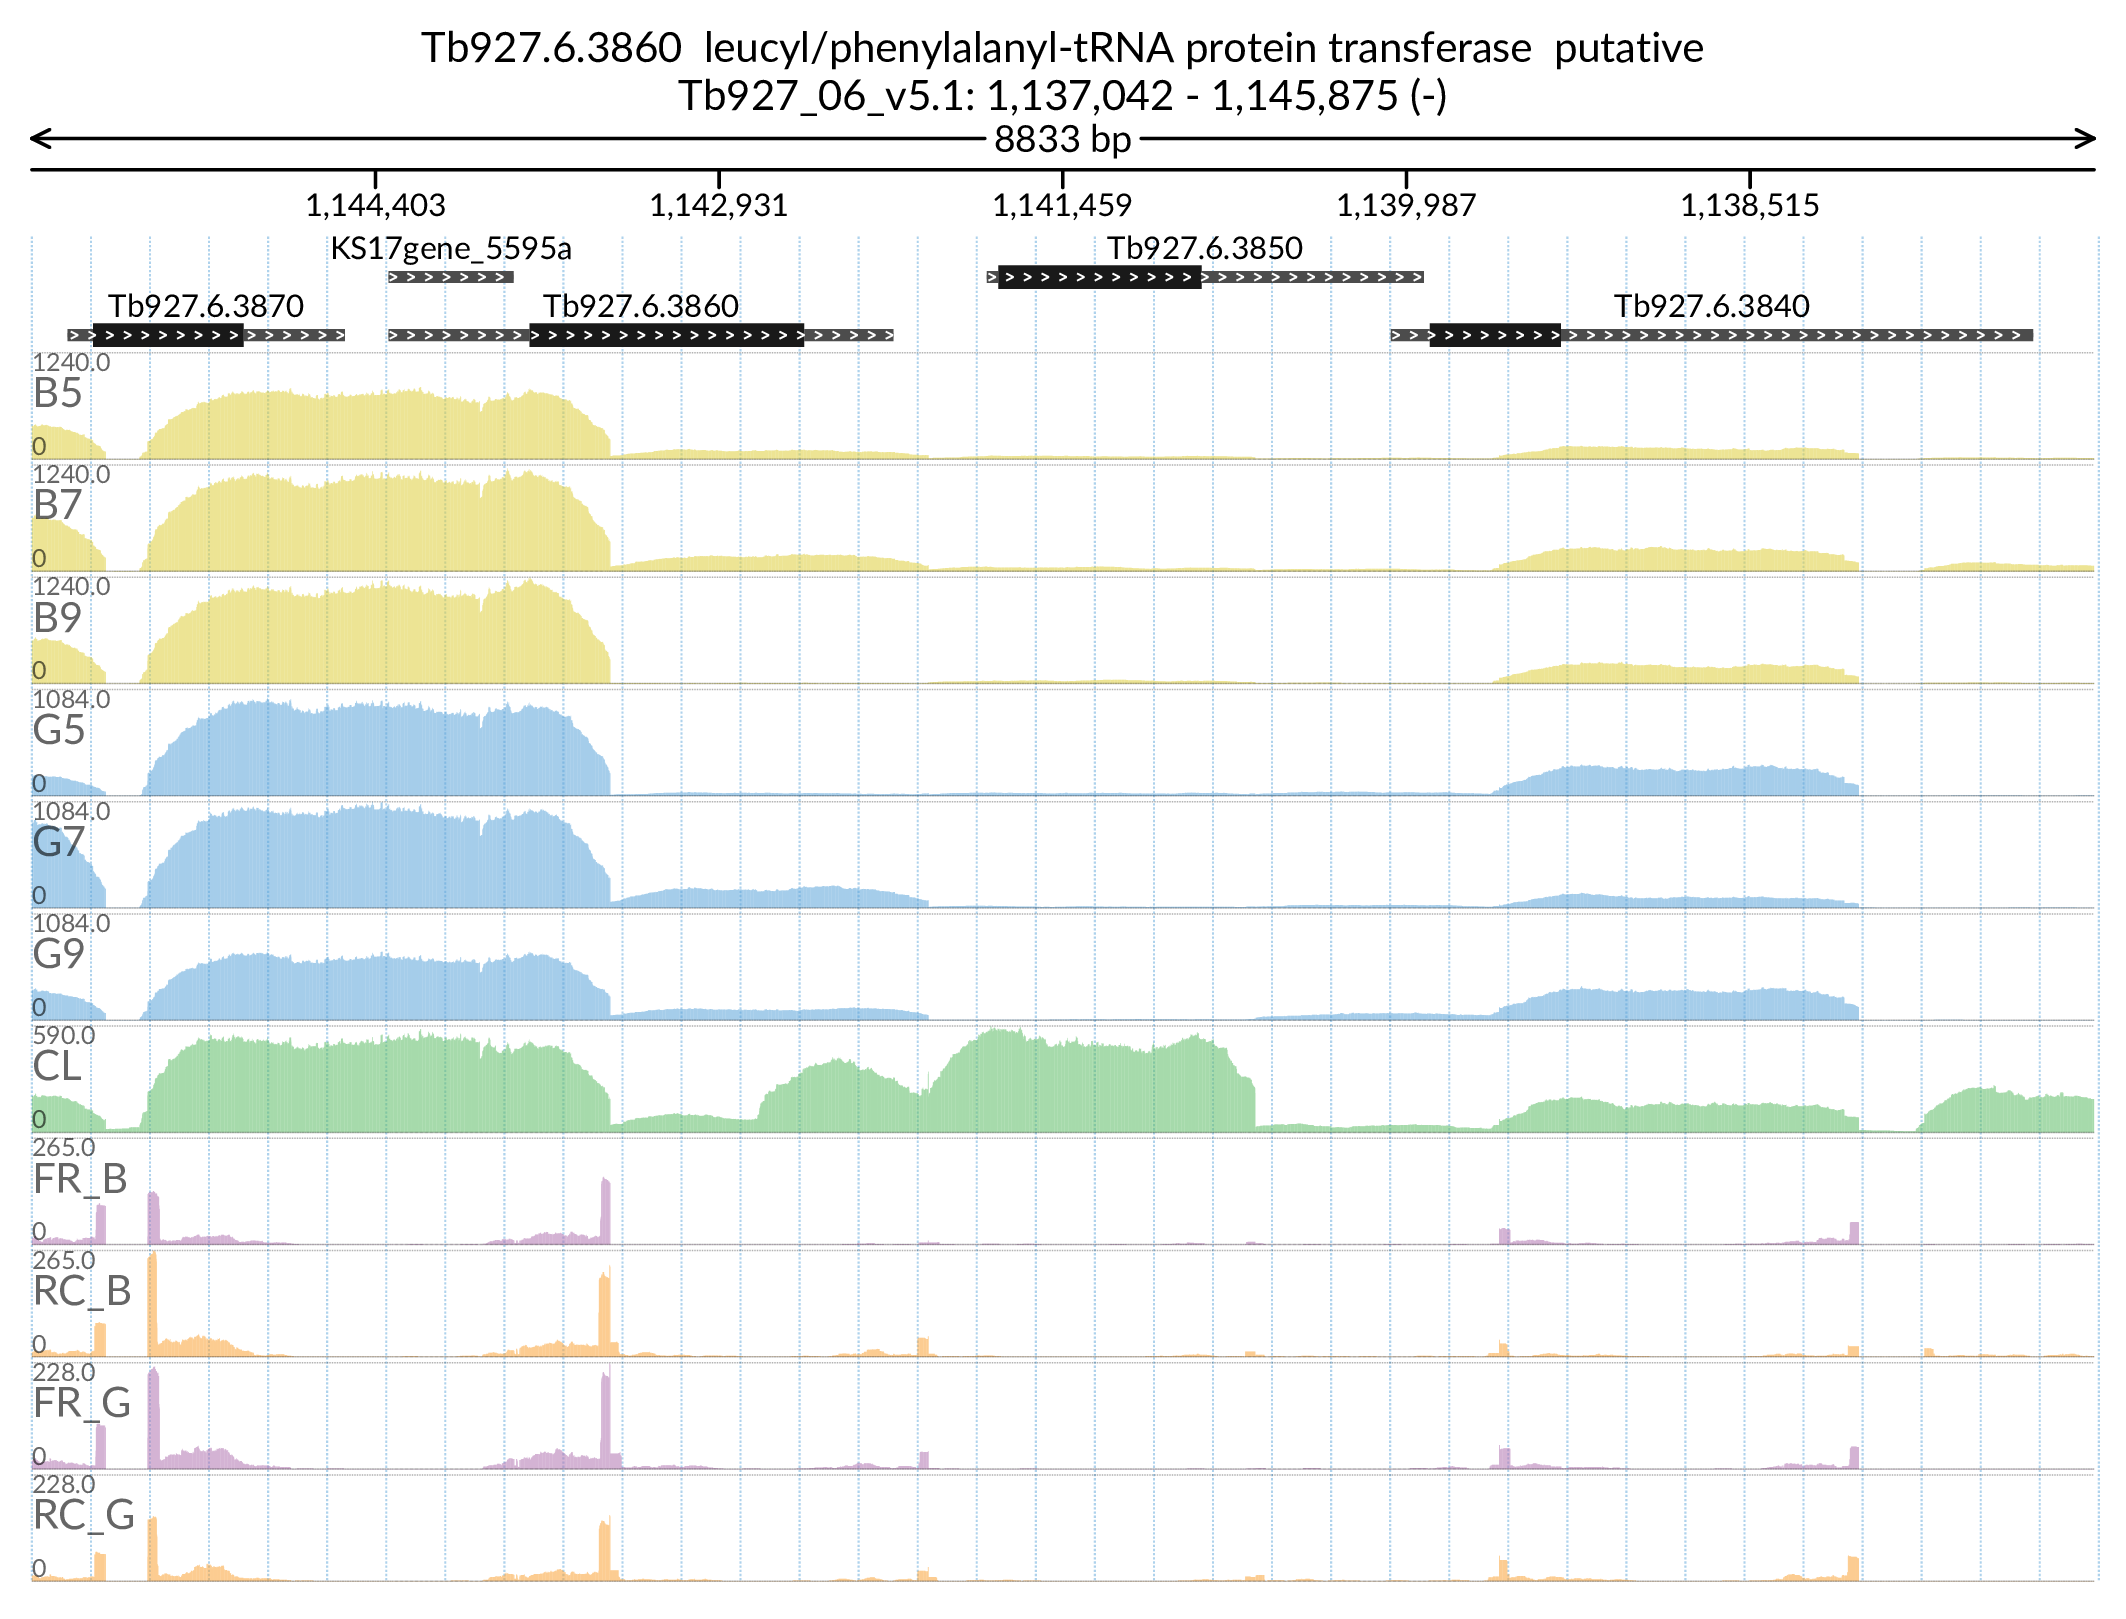 Tb927.6.3860  leucyl/phenylalanyl-tRNA protein transferase  putative
Tb927_06_v5.1: 1,137,042 - 1,145,875 (-)
8833 bp
1,144,403 1,142,931 1,141,459 1,139,987 1,138,515
KS17gene_5595a Tb927.6.3850
Tb927.6.3870 Tb927.6.3860 Tb927.6.3840
1240.0
B5
0
1240.0
B7
0
1240.0
B9
0
1084.0
G5
0
1084.0
G7
0
1084.0
G9
0
590.0
CL
0
265.0
FR_B
0
265.0
RC_B
0
228.0
FR_G
0
228.0
RC_G
0